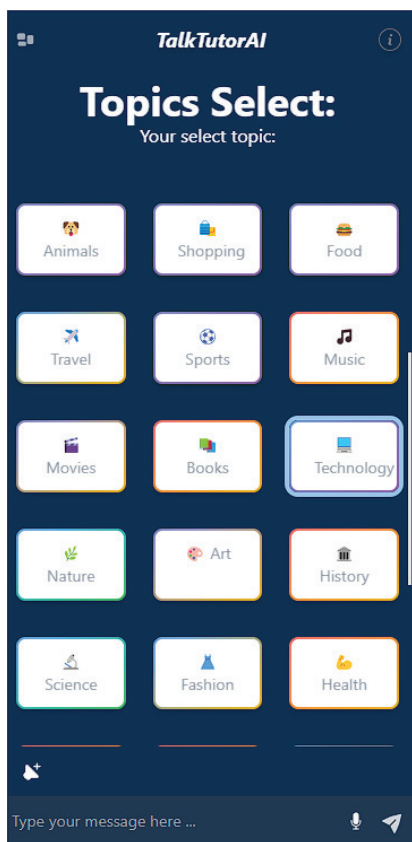 TalkTutorAI
Topics Select:
Your select topic:
Animals
Shopping
Food
Travel
Sports
Music
Movies
Books
Technology
Nature
Art
History
Science
Fashion
Health
Type your message here ...